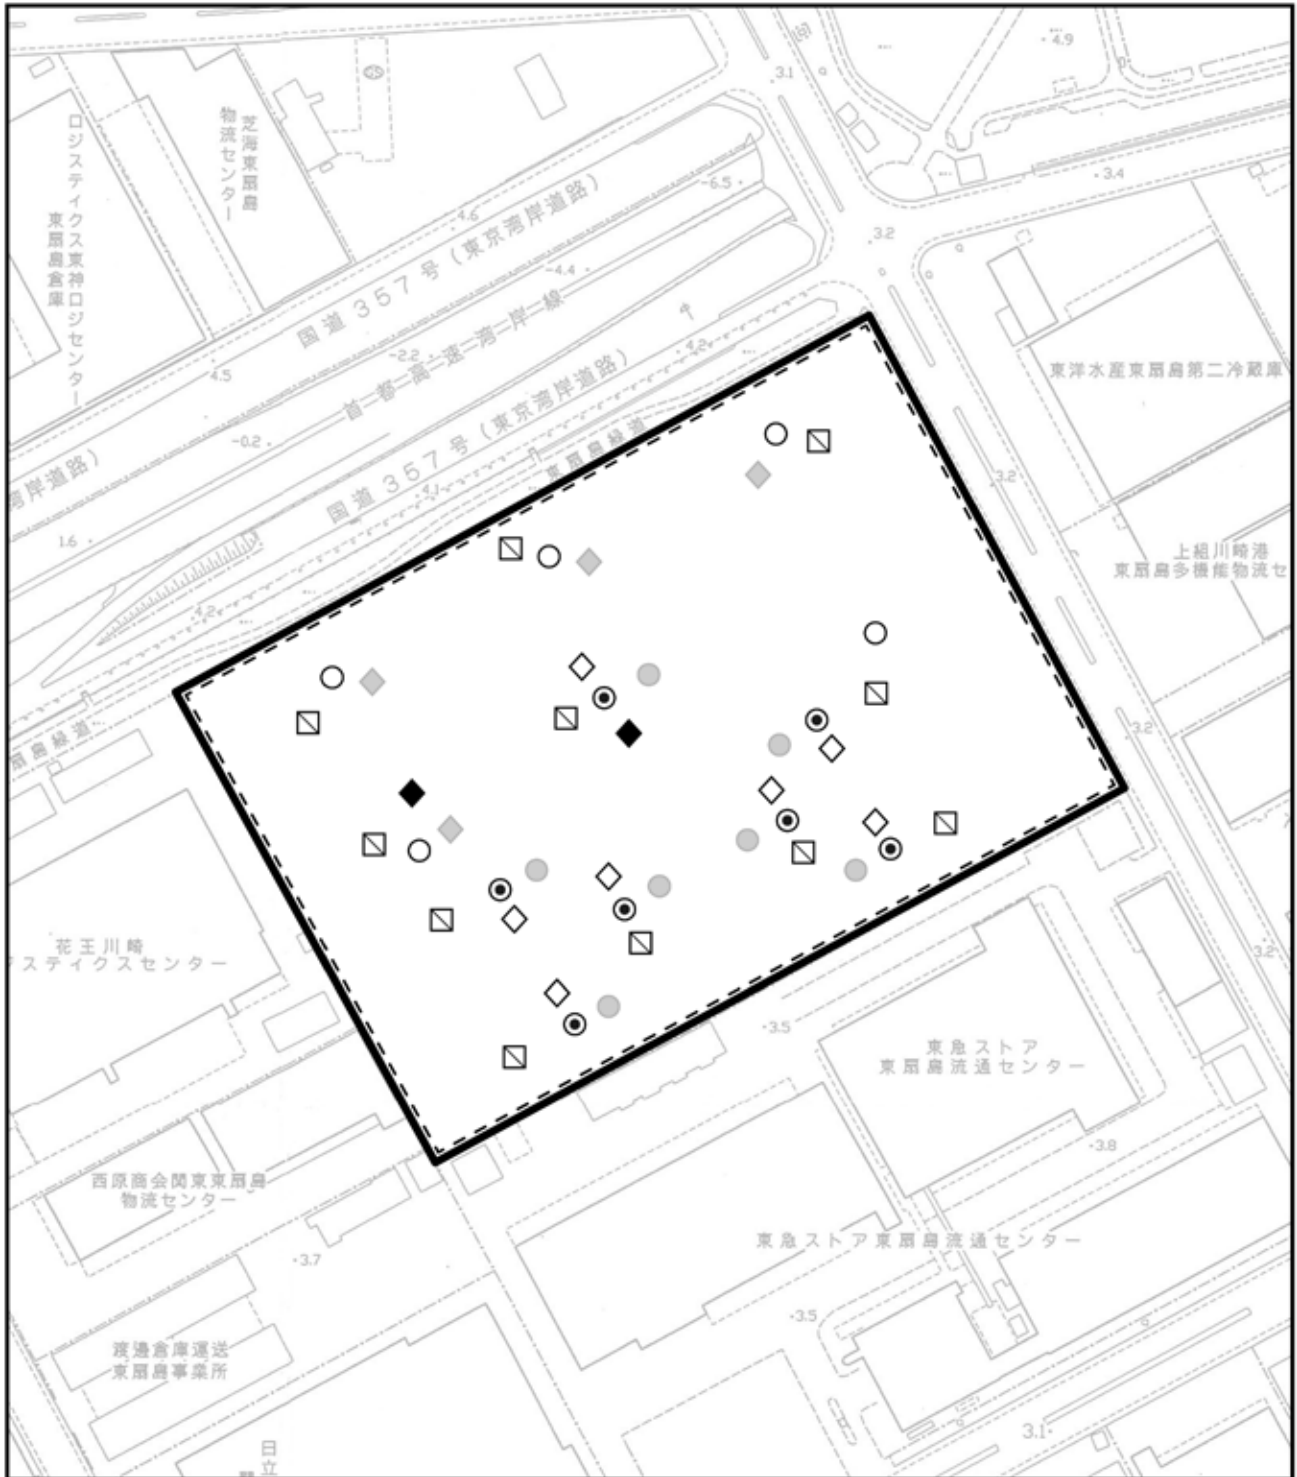 3.1
4.9
芝海東扇島
物流センター
ロジスティクス東神ロジセンター
東扇島倉庫
-6.5
3.4
4.6
国道357号(東京湾岸道路)
3.2
-4.4
首都高速湾岸線
-2.2
4.5
4.2
国道357号(東京湾岸道路)
東洋水産東扇島第二冷蔵庫
-0.2
湾岸道路)
東扇島緑道
4.1
3.2
1.6
上組川崎港
東扇島多機能物流セ
4.2
扇島緑道
3.2
花王川崎
スティクスセンター
3.2
3.5
東急ストア
東扇島流通センター
3.8
西原商会関東東扇島
物流センター
東急ストア東扇島流通センター
3.7
3.5
渡邊倉庫運送
東扇島事業所
3.1
日立